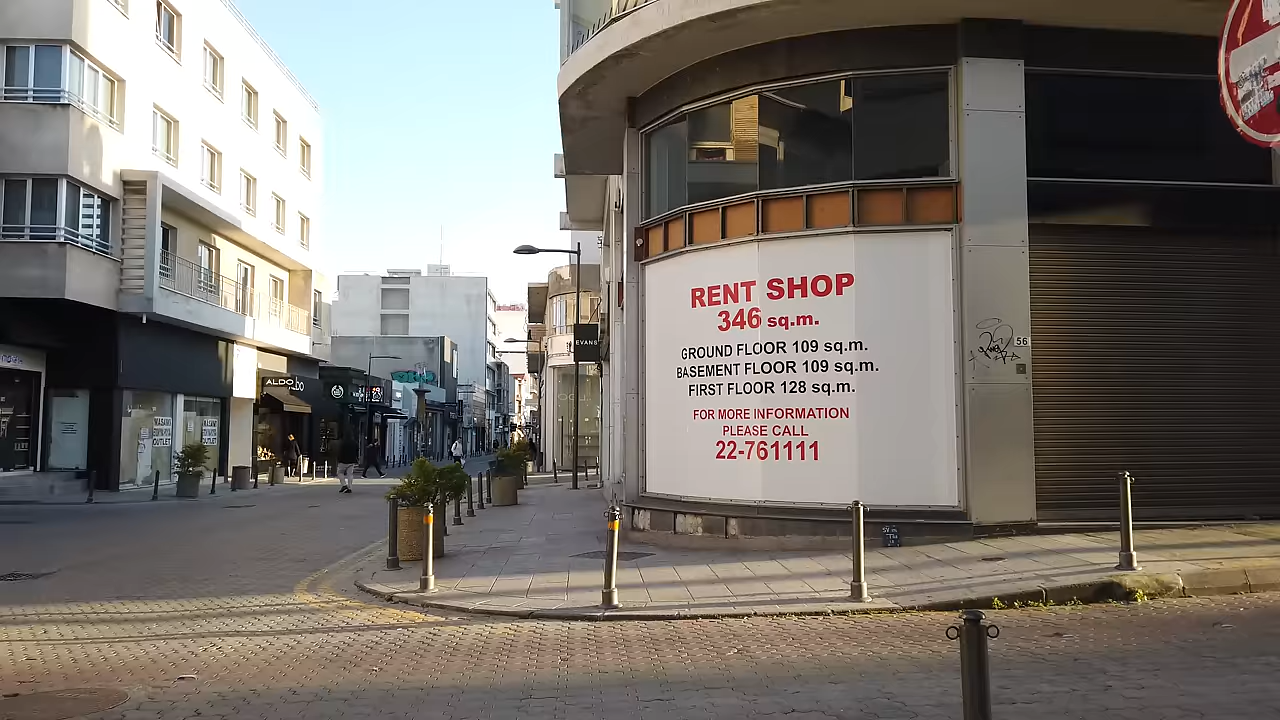 RENT SHOP
346 sq.m.
GROUND FLOOR 109 sq.m.
BASEMENT FLOOR 109 sq.m.
FIRST FLOOR 128 sq.m.
FOR MORE INFORMATION
PLEASE CALL
22-761111
56
EVANS
ALDO
OUTLET
OUTLET